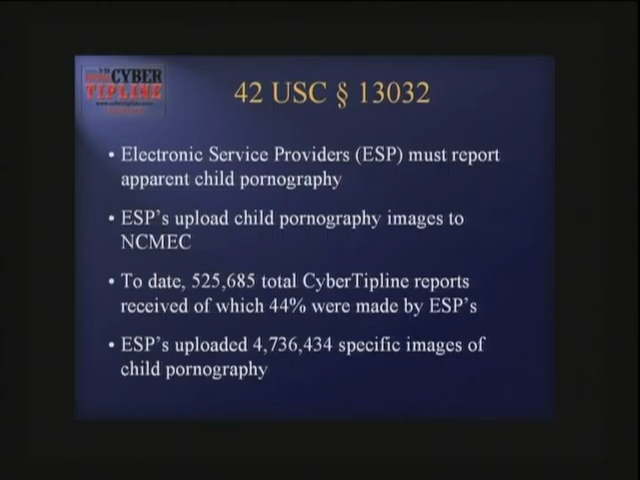 CYBER
TIPLINE
42 USC § 13032
• Electronic Service Providers (ESP) must report
apparent child pornography
• ESP's upload child pornography images to
NCMEC
• To date, 525,685 total CyberTipline reports
received of which 44% were made by ESP's
• ESP's uploaded 4,736,434 specific images of
child pornography